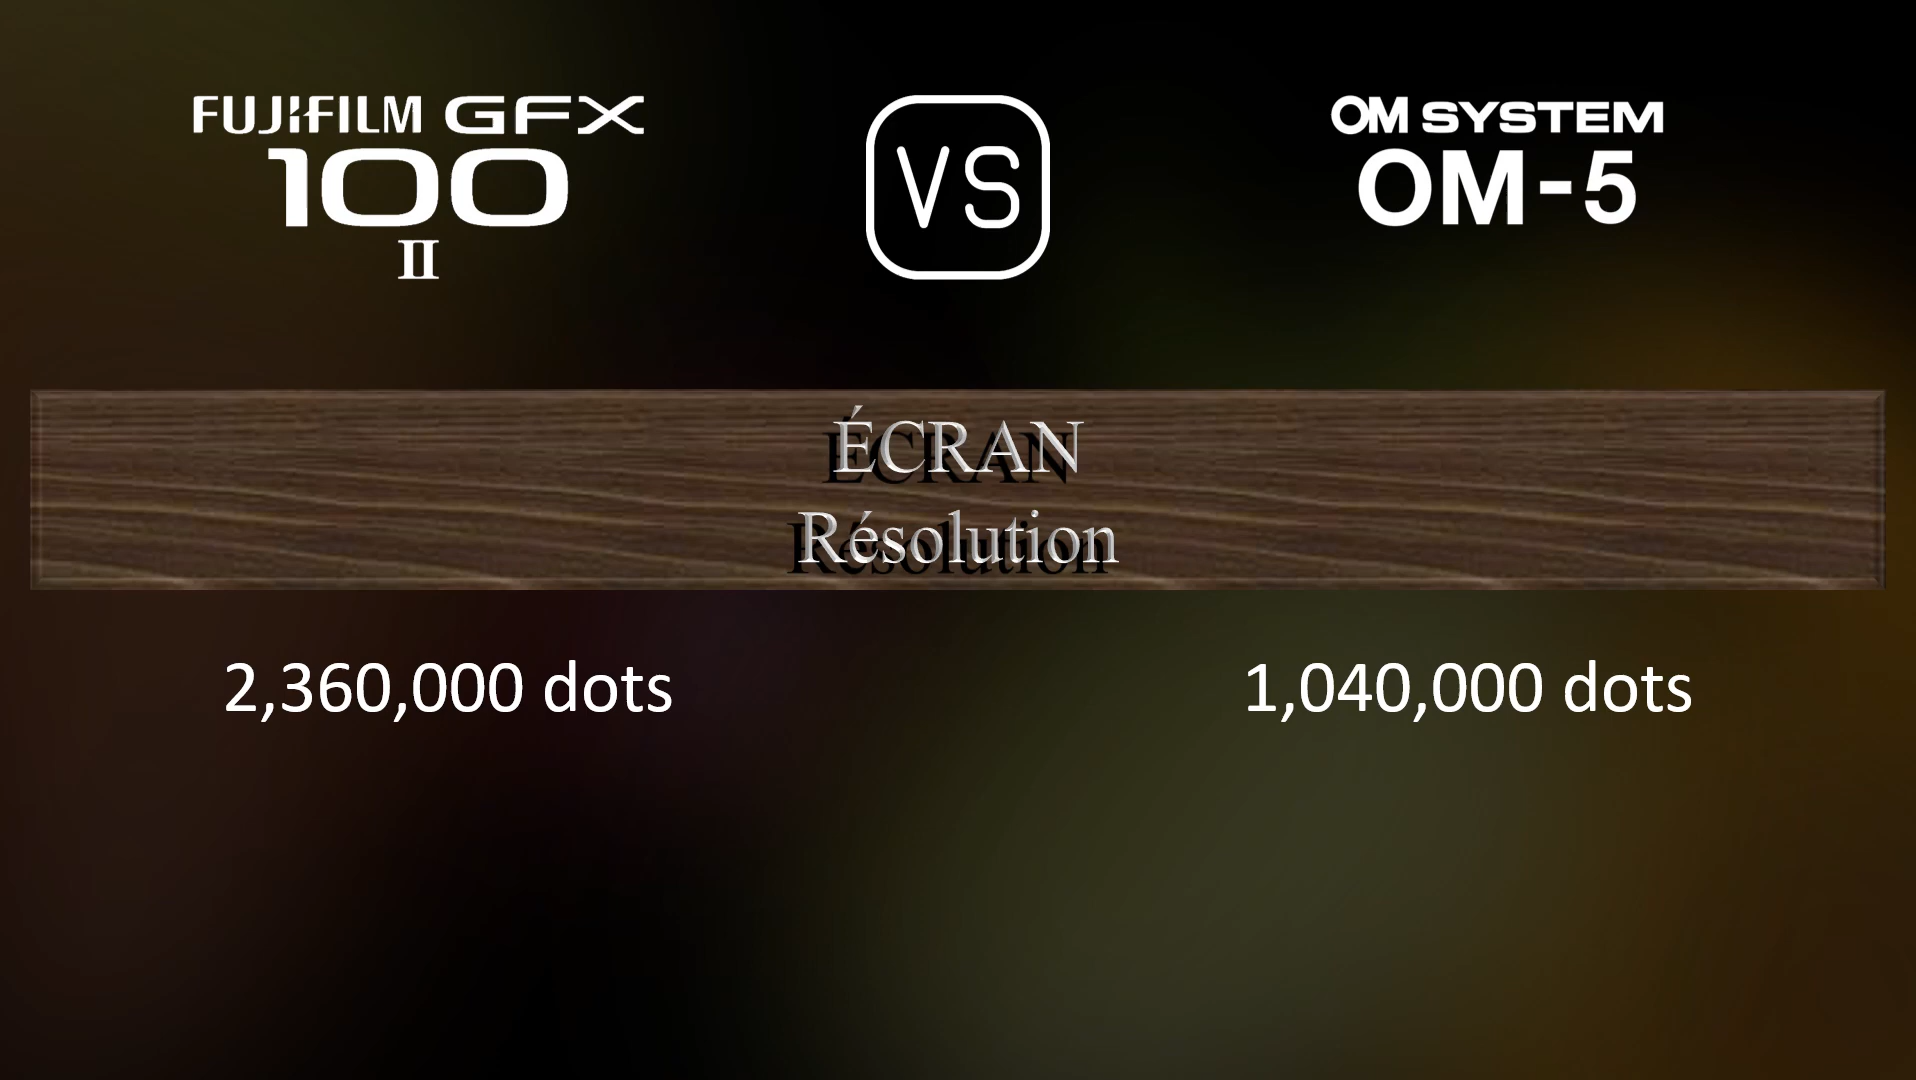 FUJIFILM GFX
100
II
VS
OM SYSTEM
OM-5
ÉCRAN
Résolution
2,360,000 dots
1,040,000 dots